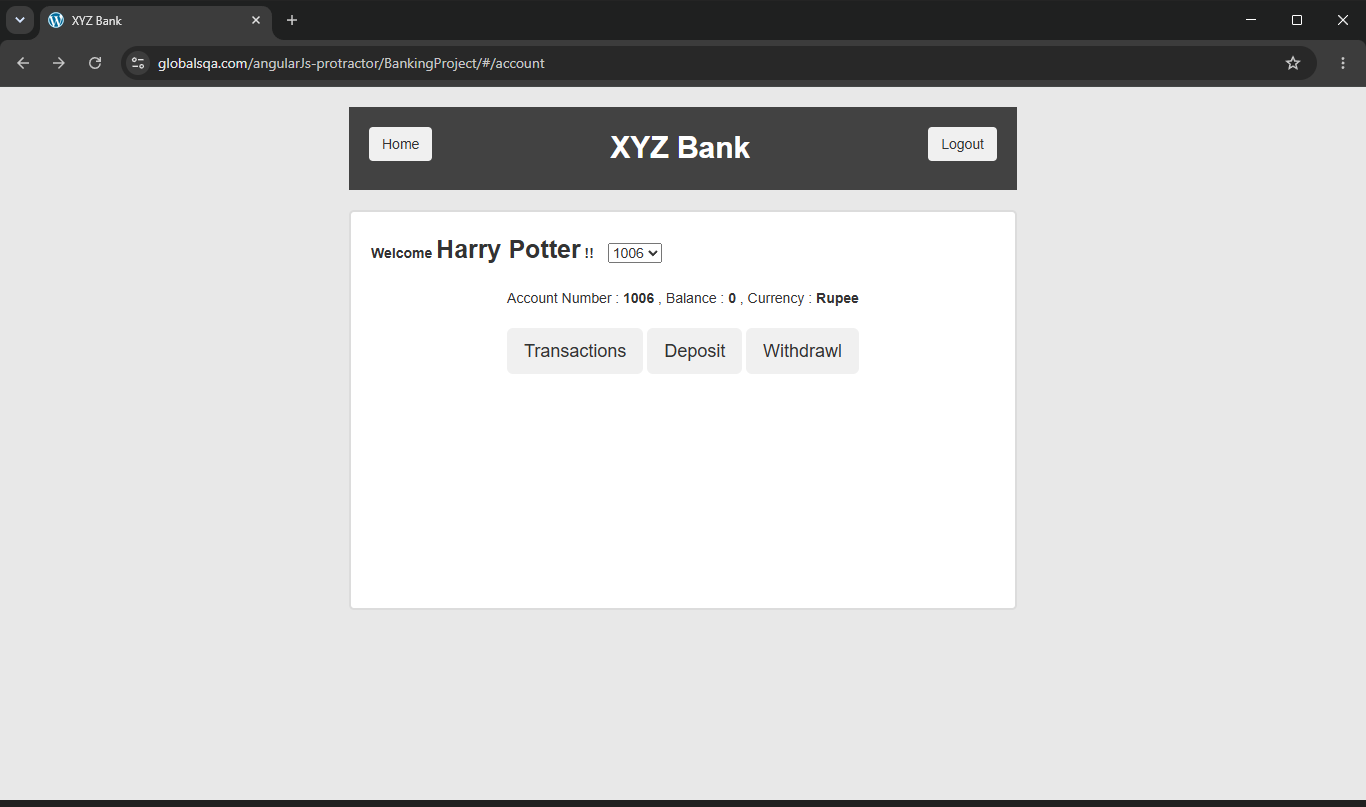 XYZ Bank
globalsqa.com/angularJs-protractor/BankingProject/#/account
Home
XYZ Bank
Logout
Welcome Harry Potter !! 1006
Account Number : 1006 , Balance : 0 , Currency : Rupee
Transactions Deposit Withdrawl